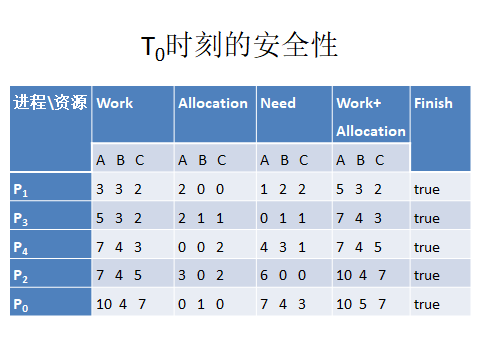 T0时刻的安全性
进程\资源 Work Allocation Need Work+ Allocation Finish
A B C A B C A B C A B C
P1 3 3 2 2 0 0 1 2 2 5 3 2 true
P3 5 3 2 2 1 1 0 1 1 7 4 3 true
P4 7 4 3 0 0 2 4 3 1 7 4 5 true
P2 7 4 5 3 0 2 6 0 0 10 4 7 true
P0 10 4 7 0 1 0 7 4 3 10 5 7 true